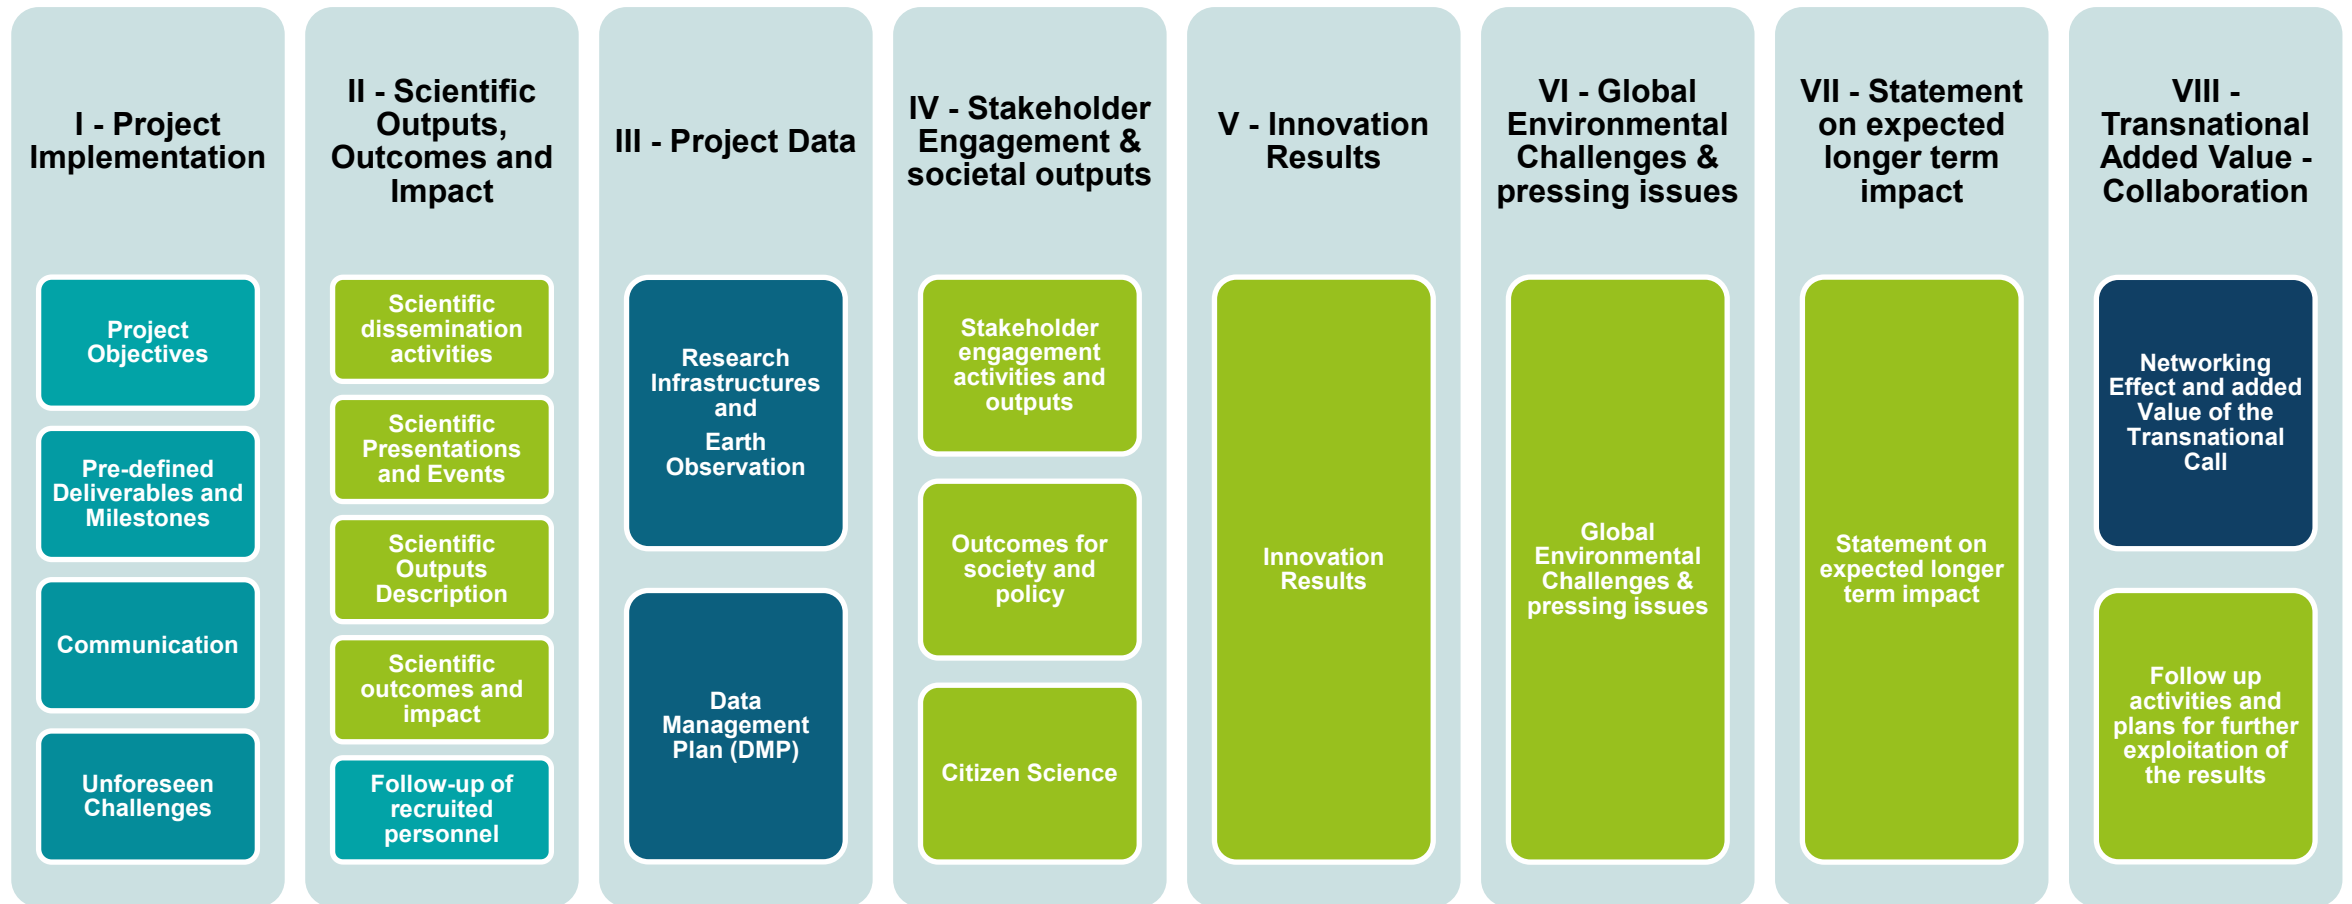 I - Project
Implementation
Project
Objectives
Pre-defined
Deliverables and
Milestones
Communication
Unforeseen
Challenges
II - Scientific
Outputs,
Outcomes and
Impact
Scientific
dissemination
activities
Scientific
Presentations
and Events
Scientific
Outputs
Description
Scientific
outcomes and
impact
Follow-up of
recruited
personnel
III - Project Data
Research
Infrastructures
and
Earth
Observation
Data
Management
Plan (DMP)
IV - Stakeholder
Engagement &
societal outputs
Stakeholder
engagement
activities and
outputs
Outcomes for
society and
policy
Citizen Science
V - Innovation
Results
Innovation
Results
VI - Global
Environmental
Challenges &
pressing issues
Global
Environmental
Challenges &
pressing issues
VII - Statement
on expected
longer term
impact
Statement on
expected longer
term impact
VIII -
Transnational
Added Value -
Collaboration
Networking
Effect and added
Value of the
Transnational
Call
Follow up
activities and
plans for further
exploitation of
the results